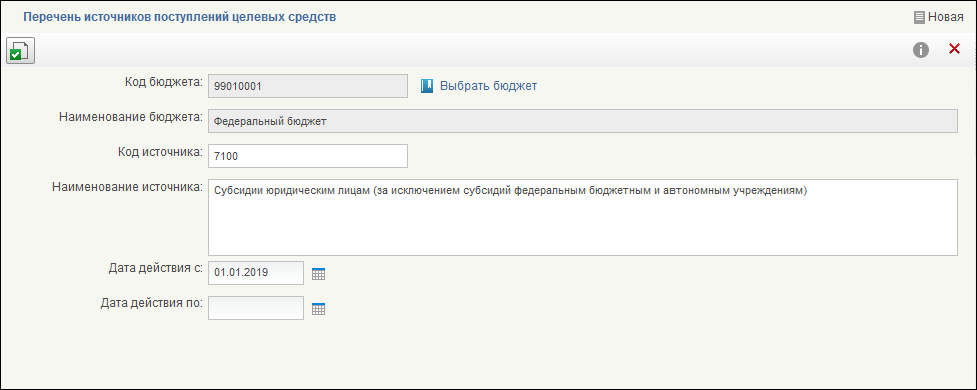 Перечень источников поступлений целевых средств
Новая
Код бюджета: 99010001 Выбрать бюджет
Наименование бюджета: Федеральный бюджет
Код источника: 7100
Наименование источника: Субсидии юридическим лицам (за исключением субсидий федеральным бюджетным и автономным учреждениям)
Дата действия с: 01.01.2019
Дата действия по: